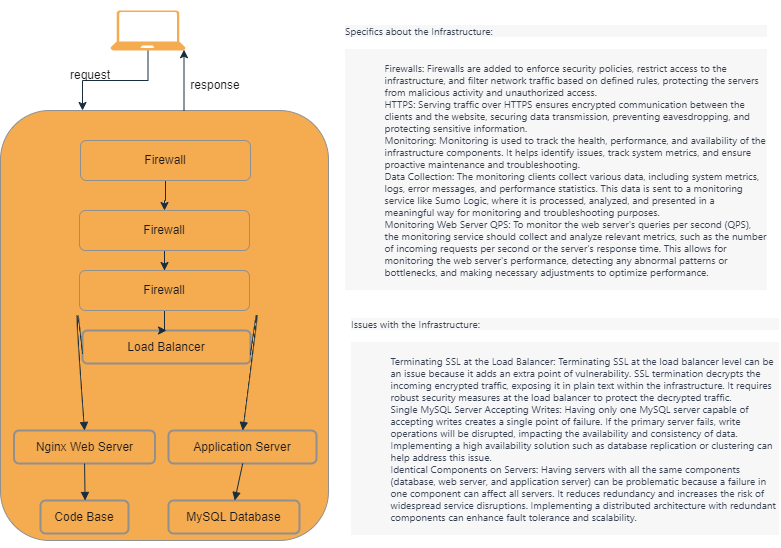 request
response
Firewall
Firewall
Firewall
Load Balancer
Nginx Web Server
Application Server
Code Base
MySQL Database
Specifics about the Infrastructure:
Firewalls: Firewalls are added to enforce security policies, restrict access to the
infrastructure, and filter network traffic based on defined rules, protecting the servers
from malicious activity and unauthorized access.
HTTPS: Serving traffic over HTTPS ensures encrypted communication between the
clients and the website, securing data transmission, preventing eavesdropping, and
protecting sensitive information.
Monitoring: Monitoring is used to track the health, performance, and availability of the
infrastructure components. It helps identify issues, track system metrics, and ensure
proactive maintenance and troubleshooting.
Data Collection: The monitoring clients collect various data, including system metrics,
logs, error messages, and performance statistics. This data is sent to a monitoring
service like Sumo Logic, where it is processed, analyzed, and presented in a
meaningful way for monitoring and troubleshooting purposes.
Monitoring Web Server QPS: To monitor the web server's queries per second (QPS),
the monitoring service should collect and analyze relevant metrics, such as the number
of incoming requests per second or the server's response time. This allows for
monitoring the web server's performance, detecting any abnormal patterns or
bottlenecks, and making necessary adjustments to optimize performance.
Issues with the Infrastructure:
Terminating SSL at the Load Balancer: Terminating SSL at the load balancer level can be
an issue because it adds an extra point of vulnerability. SSL termination decrypts the
incoming encrypted traffic, exposing it in plain text within the infrastructure. It requires
robust security measures at the load balancer to protect the decrypted traffic.
Single MySQL Server Accepting Writes: Having only one MySQL server capable of
accepting writes creates a single point of failure. If the primary server fails, write
operations will be disrupted, impacting the availability and consistency of data.
Implementing a high availability solution such as database replication or clustering can
help address this issue.
Identical Components on Servers: Having servers with all the same components
(database, web server, and application server) can be problematic because a failure in
one component can affect all servers. It reduces redundancy and increases the risk of
widespread service disruptions. Implementing a distributed architecture with redundant
components can enhance fault tolerance and scalability.